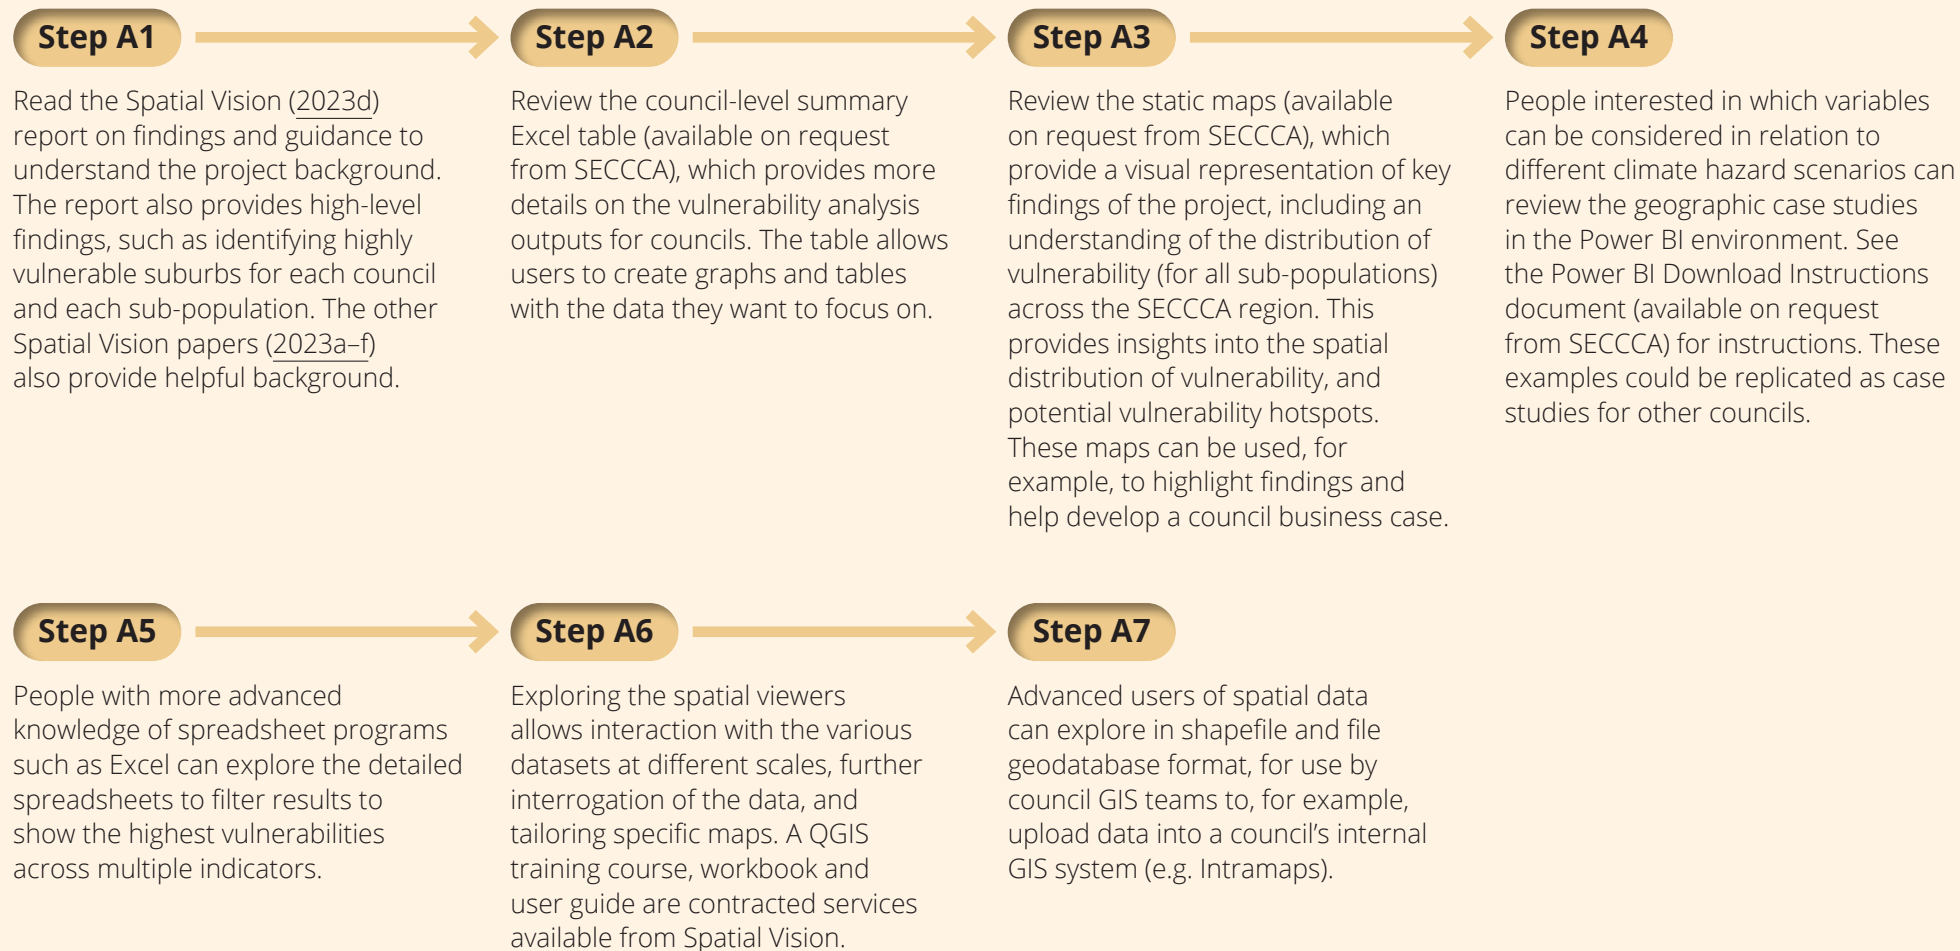 Step A1
Read the Spatial Vision (2023d)
report on findings and guidance to
understand the project background.
The report also provides high-level
findings, such as identifying highly
vulnerable suburbs for each council
and each sub-population. The other
Spatial Vision papers (2023a–f)
also provide helpful background.
Step A2
Review the council-level summary
Excel table (available on request
from SECCCA), which provides more
details on the vulnerability analysis
outputs for councils. The table allows
users to create graphs and tables
with the data they want to focus on.
Step A3
Review the static maps (available
on request from SECCCA), which
provide a visual representation of key
findings of the project, including an
understanding of the distribution of
vulnerability (for all sub-populations)
across the SECCCA region. This
provides insights into the spatial
distribution of vulnerability, and
potential vulnerability hotspots.
These maps can be used, for
example, to highlight findings and
help develop a council business case.
Step A4
People interested in which variables
can be considered in relation to
different climate hazard scenarios can
review the geographic case studies
in the Power BI environment. See
the Power BI Download Instructions
document (available on request
from SECCCA) for instructions. These
examples could be replicated as case
studies for other councils.
Step A5
People with more advanced
knowledge of spreadsheet programs
such as Excel can explore the detailed
spreadsheets to filter results to
show the highest vulnerabilities
across multiple indicators.
Step A6
Exploring the spatial viewers
allows interaction with the various
datasets at different scales, further
interrogation of the data, and
tailoring specific maps. A QGIS
training course, workbook and
user guide are contracted services
available from Spatial Vision.
Step A7
Advanced users of spatial data
can explore in shapefile and file
geodatabase format, for use by
council GIS teams to, for example,
upload data into a council’s internal
GIS system (e.g. Intramaps).